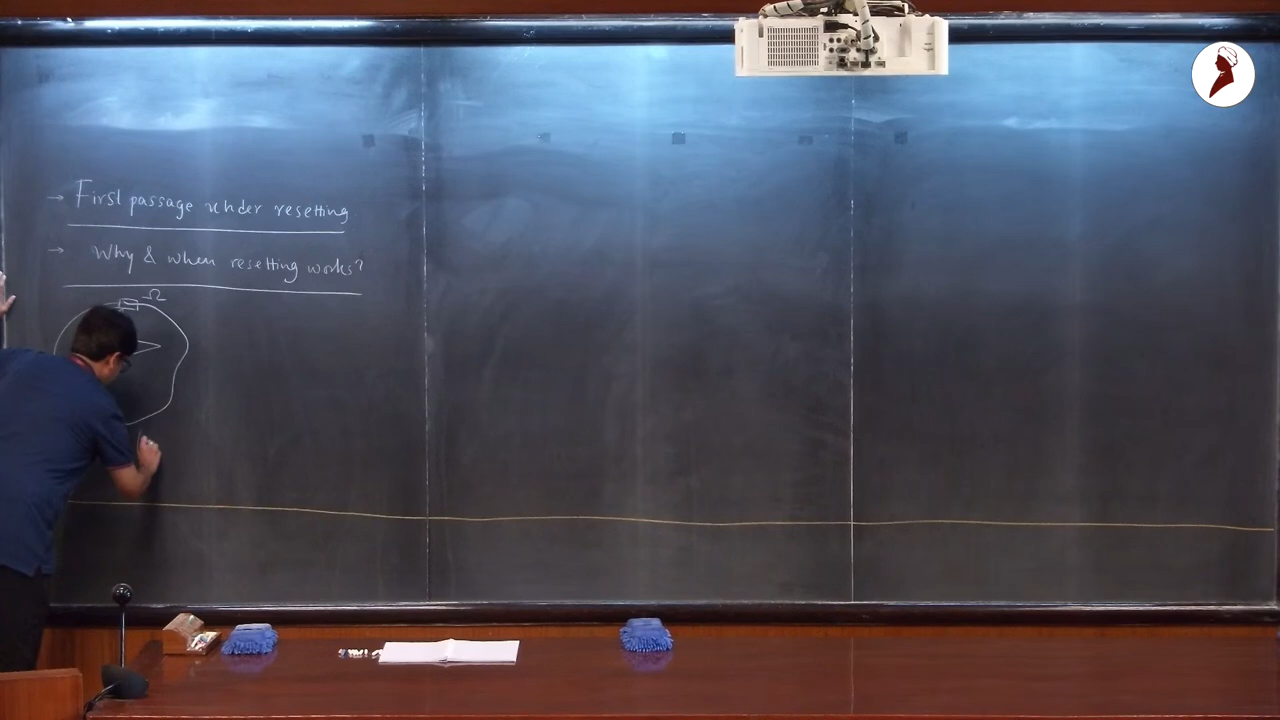 → First passage under resetting
→ Why & when resetting works?
Ω